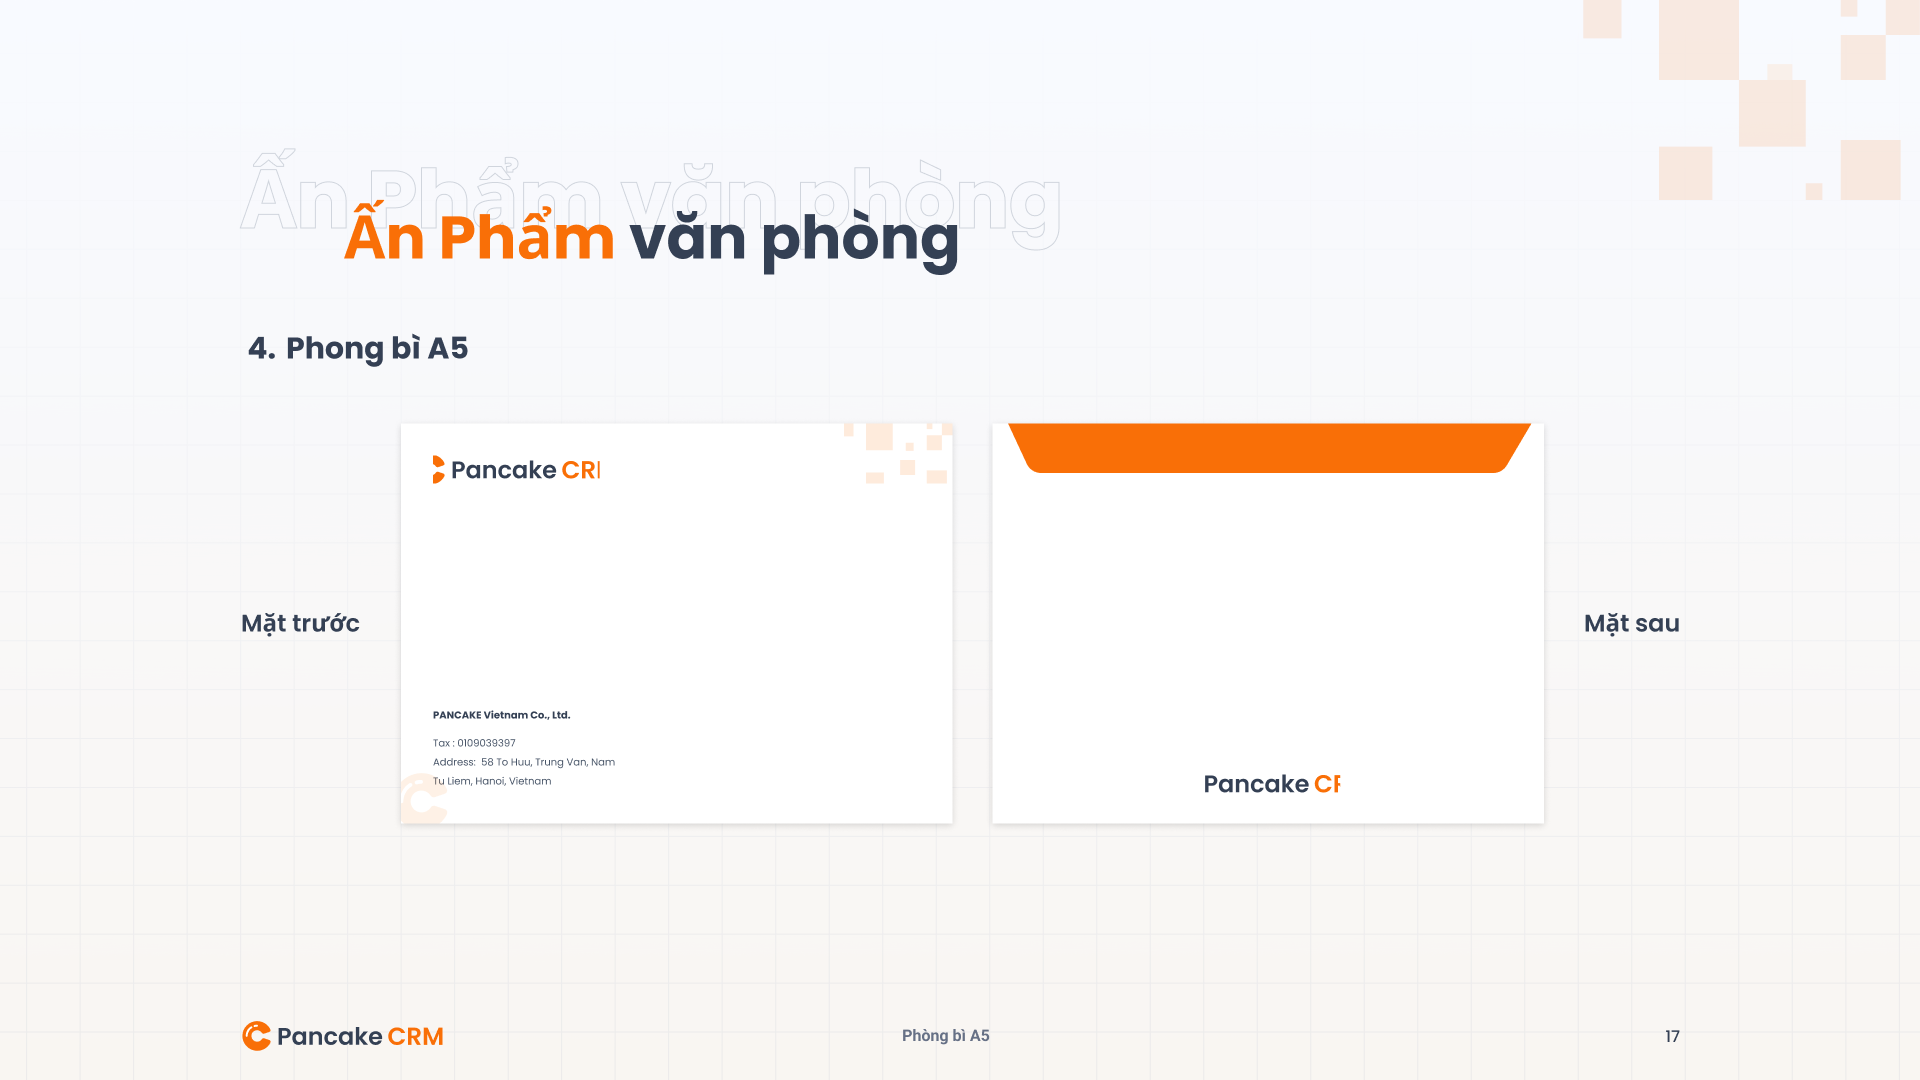 Ấn Phẩm văn phòng
Ấn Phẩm văn phòng
4. Phong bì A5
Pancake CR
Mặt trước
PANCAKE Vietnam Co., Ltd.
Tax : 0109039397
Address: 58 To Huu, Trung Van, Nam
Tu Liem, Hanoi, Vietnam
Pancake CR
Mặt sau
Pancake CRM
Phòng bì A5
17